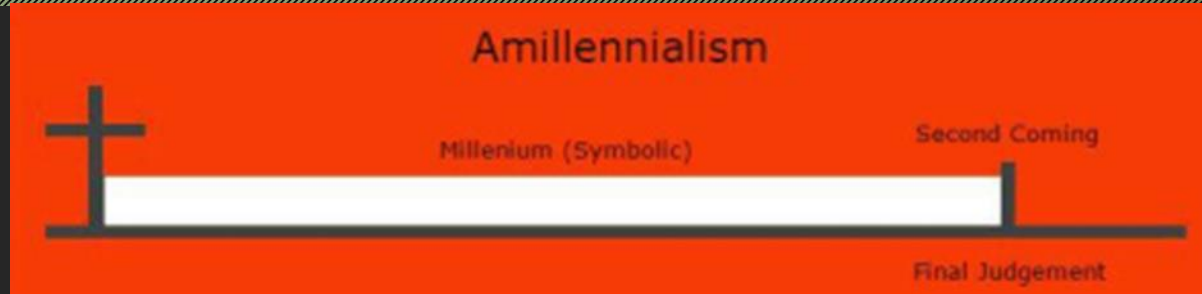 Amillennialism
Millenium (Symbolic)
Second Coming
Final Judgement